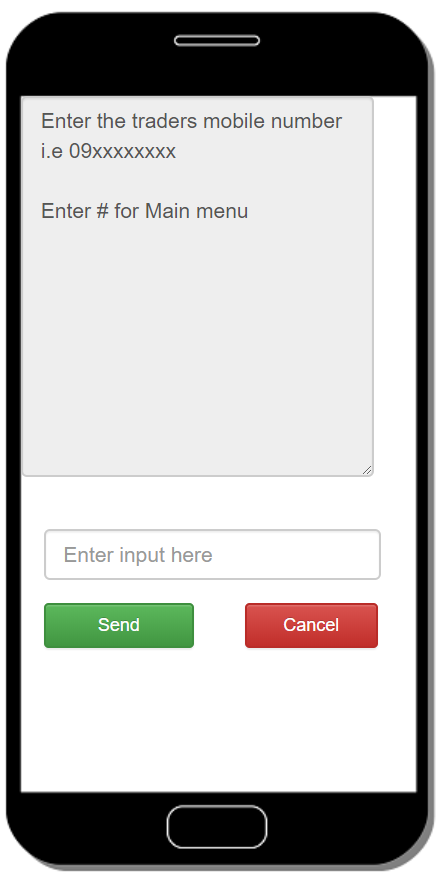 Enter the traders mobile number
i.e 09xxxxxxxx
Enter # for Main menu
Enter input here
Send
Cancel